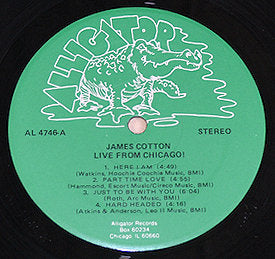 ALLIGATOR
AL 4746-A
STEREO
JAMES COTTON
LIVE FROM CHICAGO!
1. HERE I AM (4:49)
(Watkins, Hoochie Coochie Music, BMI)
2. PART TIME LOVE (5:55)
(Hammond, Escort Music/Cireco Music, BMI)
3. JUST TO BE WITH YOU (6:04)
(Roth, Arc Music, BMI)
4. HARD HEADED (4:16)
(Atkins & Anderson, Leo II Music, BMI)
Alligator Records
Box 60234
Chicago, IL 60660